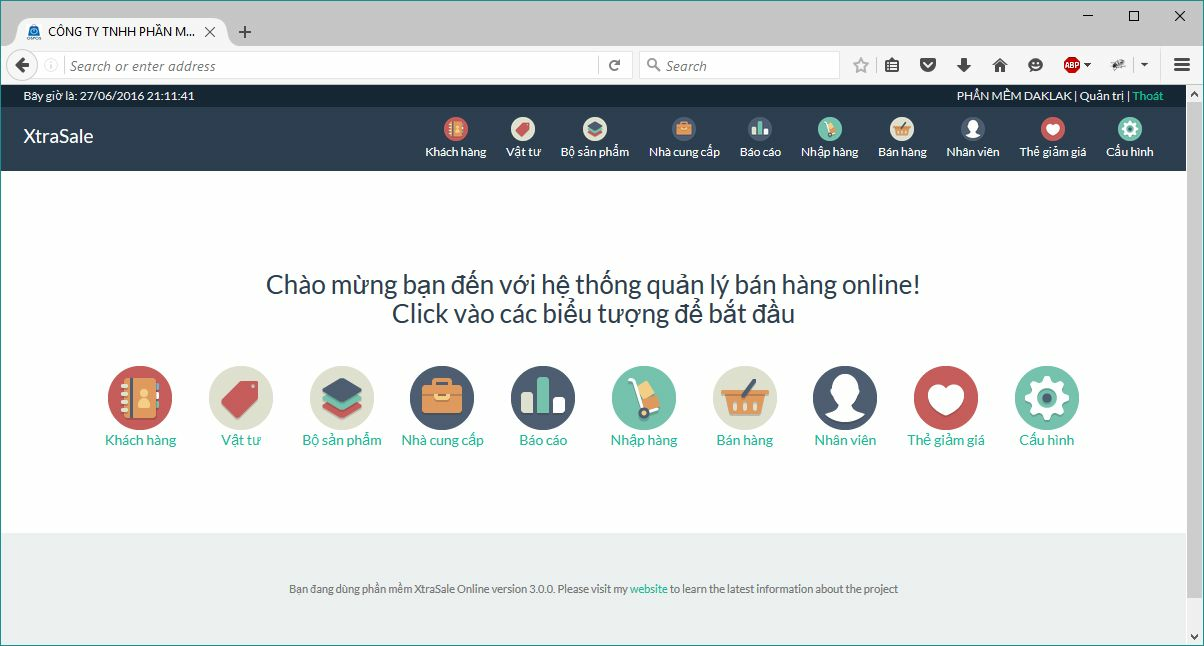 CÔNG TY TNHH PHẦN M...
Search or enter address
Search
ABP
Bây giờ là: 27/06/2016 21:11:41
PHẦN MỀM DAKLAK | Quản trị | Thoát
XtraSale
Khách hàng
Vật tư
Bộ sản phẩm
Nhà cung cấp
Báo cáo
Nhập hàng
Bán hàng
Nhân viên
Thẻ giảm giá
Cấu hình
Chào mừng bạn đến với hệ thống quản lý bán hàng online!
Click vào các biểu tượng để bắt đầu
Khách hàng
Vật tư
Bộ sản phẩm
Nhà cung cấp
Báo cáo
Nhập hàng
Bán hàng
Nhân viên
Thẻ giảm giá
Cấu hình
Bạn đang dùng phần mềm XtraSale Online version 3.0.0. Please visit my website to learn the latest information about the project